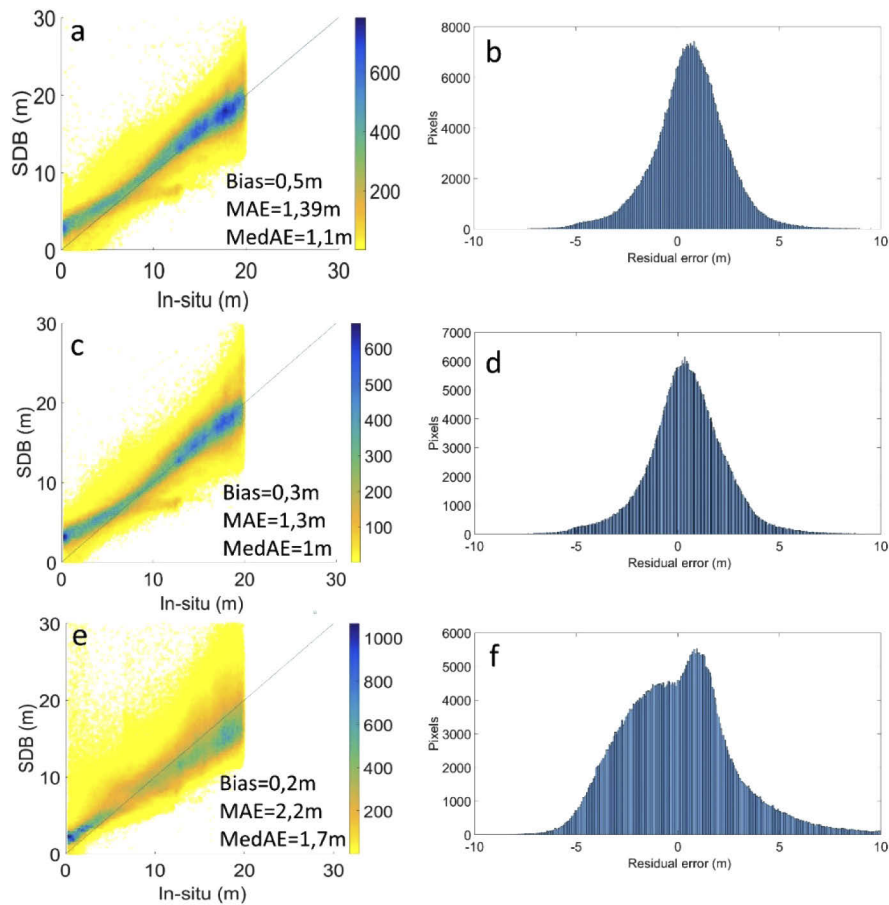 a
30
20
10
0
SDB (m)
0 10 20 30
In-situ (m)
Bias=0,5m
MAE=1,39m
MedAE=1,1m
600
400
200
b
8000
7000
6000
5000
4000
3000
2000
1000
0
Pixels
-10 -5 0 5 10
Residual error (m)
c
30
20
10
0
SDB (m)
0 10 20 30
In-situ (m)
Bias=0,3m
MAE=1,3m
MedAE=1m
600
500
400
300
200
100
d
7000
6000
5000
4000
3000
2000
1000
0
Pixels
-10 -5 0 5 10
Residual error (m)
e
30
20
10
0
SDB (m)
0 10 20 30
In-situ (m)
Bias=0,2m
MAE=2,2m
MedAE=1,7m
1000
800
600
400
200
f
6000
5000
4000
3000
2000
1000
0
Pixels
-10 -5 0 5 10
Residual error (m)